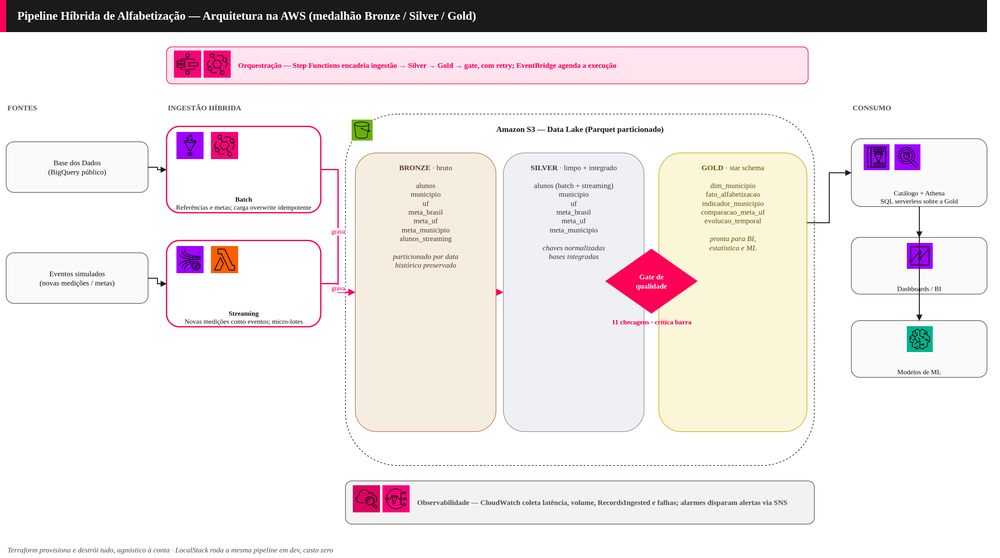 Pipeline Híbrida de Alfabetização — Arquitetura na AWS (medalhão Bronze / Silver / Gold)
Orquestração — Step Functions encadeia ingestão → Silver → Gold → gate, com retry; EventBridge agenda a execução
FONTES
INGESTÃO HÍBRIDA
CONSUMO
Base dos Dados
(BigQuery público)
Eventos simulados
(novas medições / metas)
Batch
Referências e metas; carga overwrite idempotente
Streaming
Novas medições como eventos; micro-lotes
grava
grava
Amazon S3 — Data Lake (Parquet particionado)
BRONZE · bruto
alunos
municipio
uf
meta_brasil
meta_uf
meta_municipio
alunos_streaming
particionado por data
histórico preservado
SILVER · limpo + integrado
alunos (batch + streaming)
municipio
uf
meta_brasil
meta_uf
meta_municipio
chaves normalizadas
bases integradas
Gate de
qualidade
11 checagens · crítica barra
GOLD · star schema
dim_municipio
fato_alfabetizacao
indicador_municipio
comparacao_meta_uf
evolucao_temporal
pronta para BI,
estatística e ML
Catálogo + Athena
SQL serverless sobre a Gold
Dashboards / BI
Modelos de ML
Observabilidade — CloudWatch coleta latência, volume, RecordsIngested e falhas; alarmes disparam alertas via SNS
Terraform provisiona e destrói tudo, agnóstico à conta · LocalStack roda a mesma pipeline em dev, custo zero